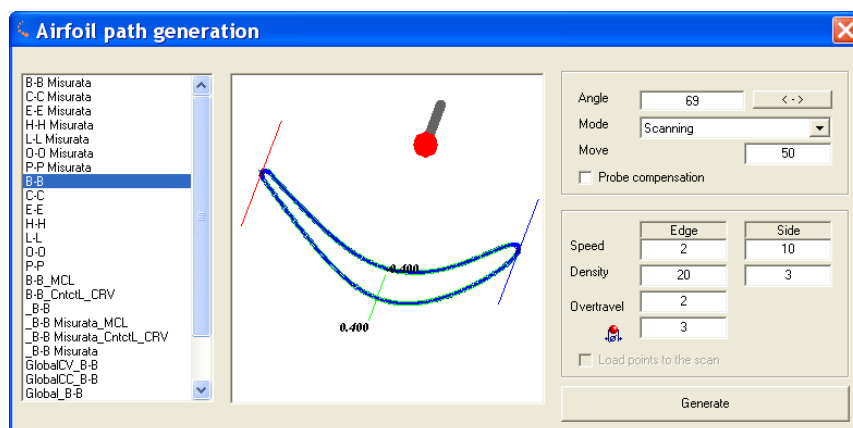 Airfoil path generation
B-B Misurata
C-C Misurata
E-E Misurata
H-H Misurata
L-L Misurata
O-O Misurata
P-P Misurata
B-B
C-C
E-E
H-H
L-L
O-O
P-P
B-B_MCL
B-B_CntctL_CRV
_B-B
_B-B Misurata_MCL
_B-B Misurata_CntctL_CRV
_B-B Misurata
GlobalCV_B-B
GlobalCC_B-B
Global_B-B
-0.400
0.400
Angle 69 < - >
Mode Scanning
Move 50
Probe compensation
Edge Side
Speed 2 10
Density 20 3
Overtravel 2
3
Load points to the scan
Generate